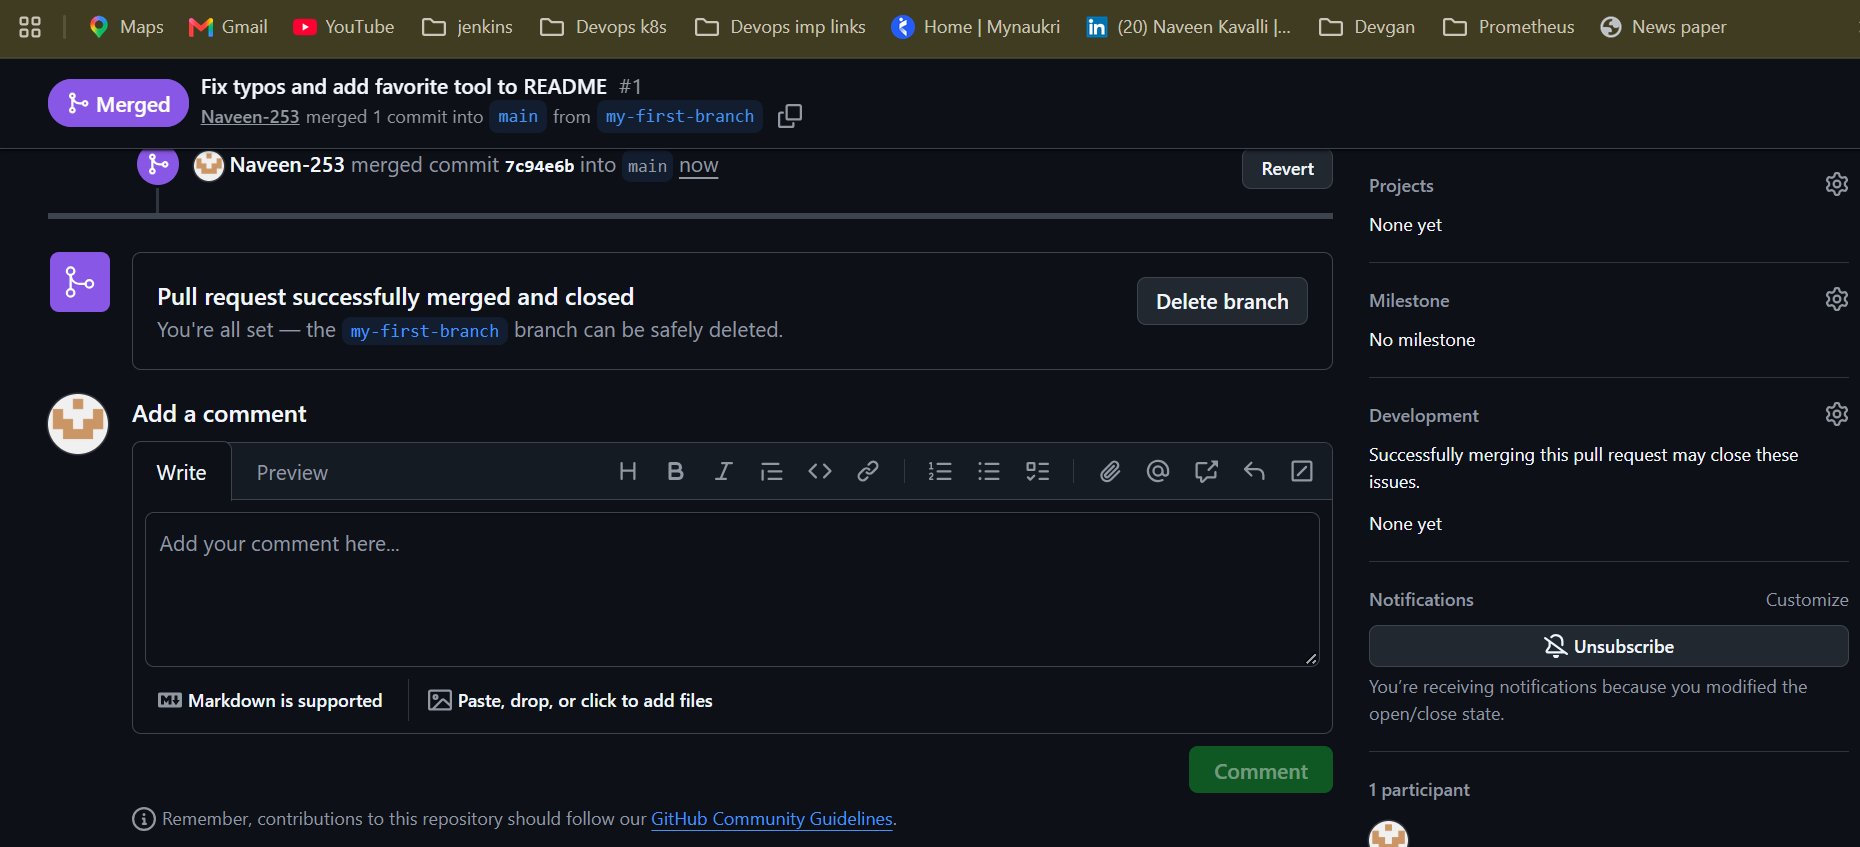 Maps Gmail YouTube jenkins Devops k8s Devops imp links Home | Mynaukri (20) Naveen Kavalli |... Devgan Prometheus News paper
Merged
Fix typos and add favorite tool to README #1
Naveen-253 merged 1 commit into main from my-first-branch
Naveen-253 merged commit 7c94e6b into main now
Revert
Pull request successfully merged and closed
You're all set — the my-first-branch branch can be safely deleted.
Delete branch
Add a comment
Write Preview
Add your comment here...
Markdown is supported
Paste, drop, or click to add files
Comment
Remember, contributions to this repository should follow our GitHub Community Guidelines.
Projects
None yet
Milestone
No milestone
Development
Successfully merging this pull request may close these
issues.
None yet
Notifications Customize
Unsubscribe
You're receiving notifications because you modified the
open/close state.
1 participant